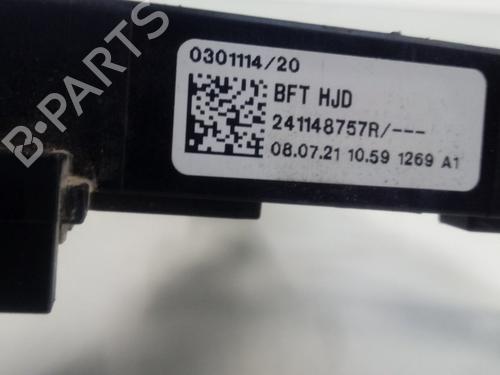 0301114/20
BFT HJD
241148757R/---
08.07.21 10.59 1269 A1
B-PARTS